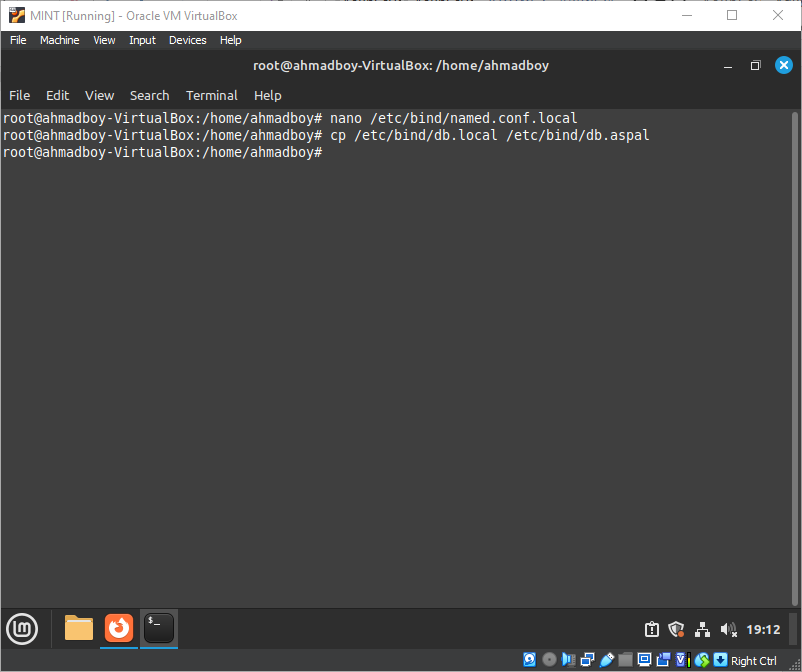 MINT [Running] - Oracle VM VirtualBox
File Machine View Input Devices Help
root@ahmadboy-VirtualBox: /home/ahmadboy
File Edit View Search Terminal Help
root@ahmadboy-VirtualBox:/home/ahmadboy# nano /etc/bind/named.conf.local
root@ahmadboy-VirtualBox:/home/ahmadboy# cp /etc/bind/db.local /etc/bind/db.aspal
root@ahmadboy-VirtualBox:/home/ahmadboy#
$_
19:12
Right Ctrl